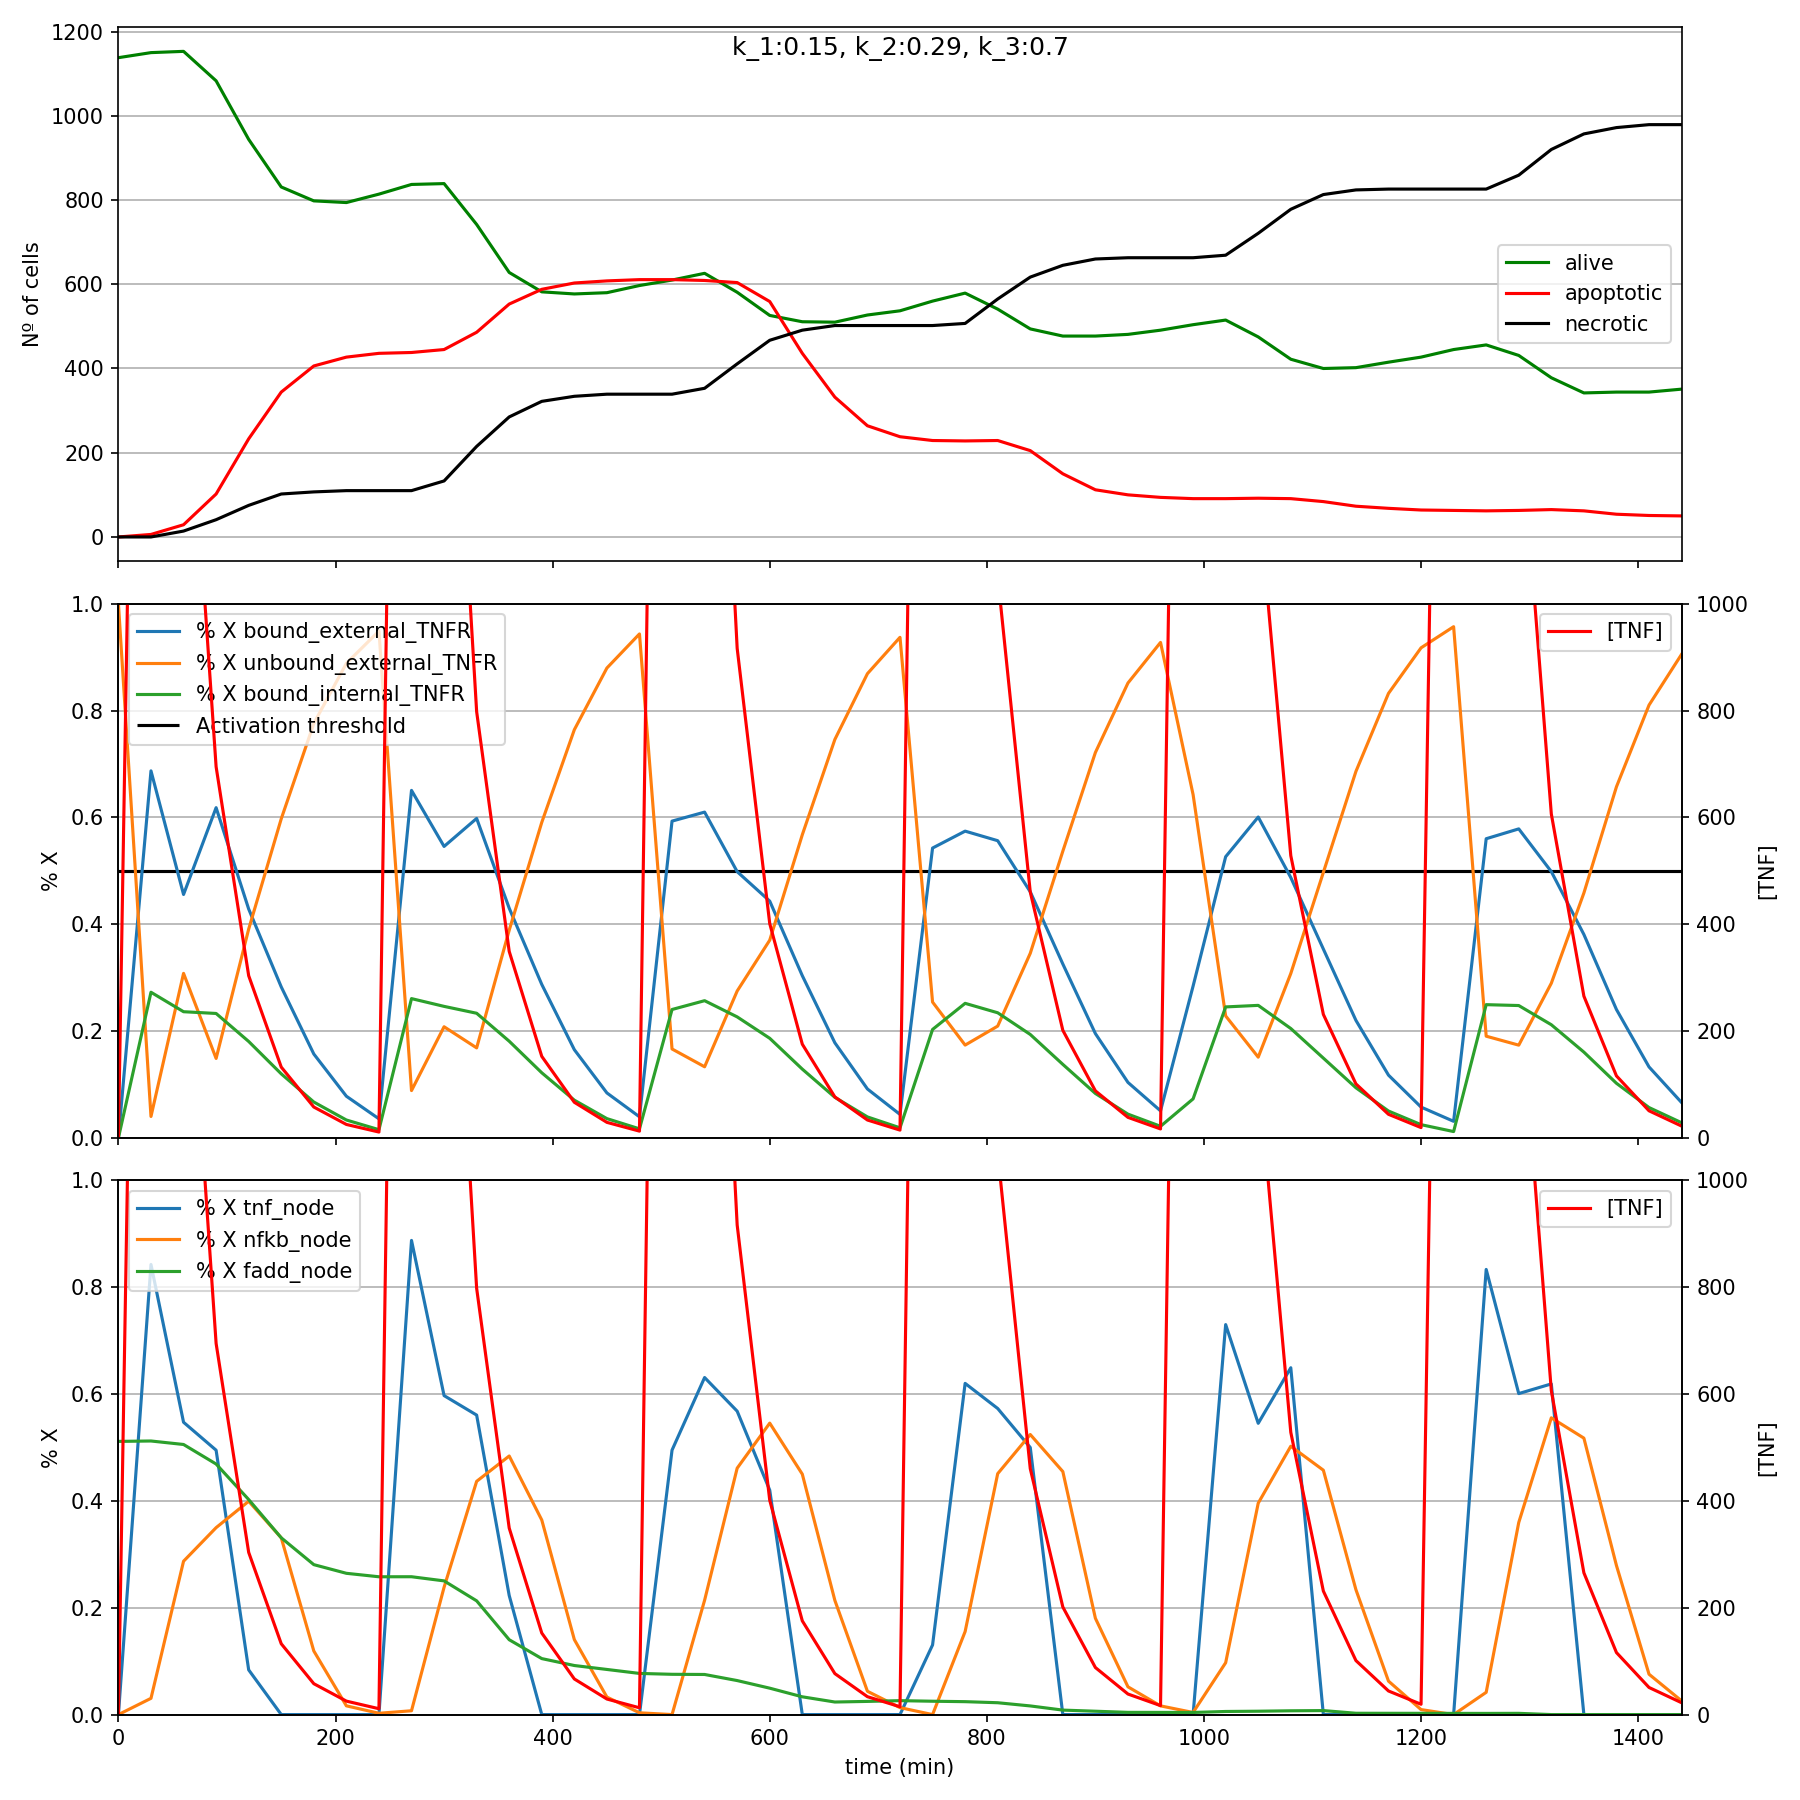 k_1:0.15, k_2:0.29, k_3:0.7
1200
1000
800
600
400
200
0
Nº of cells
alive
apoptotic
necrotic
1.0
0.8
0.6
0.4
0.2
0.0
% X
% X bound_external_TNFR
% X unbound_external_TNFR
% X bound_internal_TNFR
Activation threshold
[TNF]
1000
800
600
400
200
0
[TNF]
1.0
0.8
0.6
0.4
0.2
0.0
% X
% X tnf_node
% X nfkb_node
% X fadd_node
[TNF]
1000
800
600
400
200
0
[TNF]
0 200 400 600 800 1000 1200 1400
time (min)